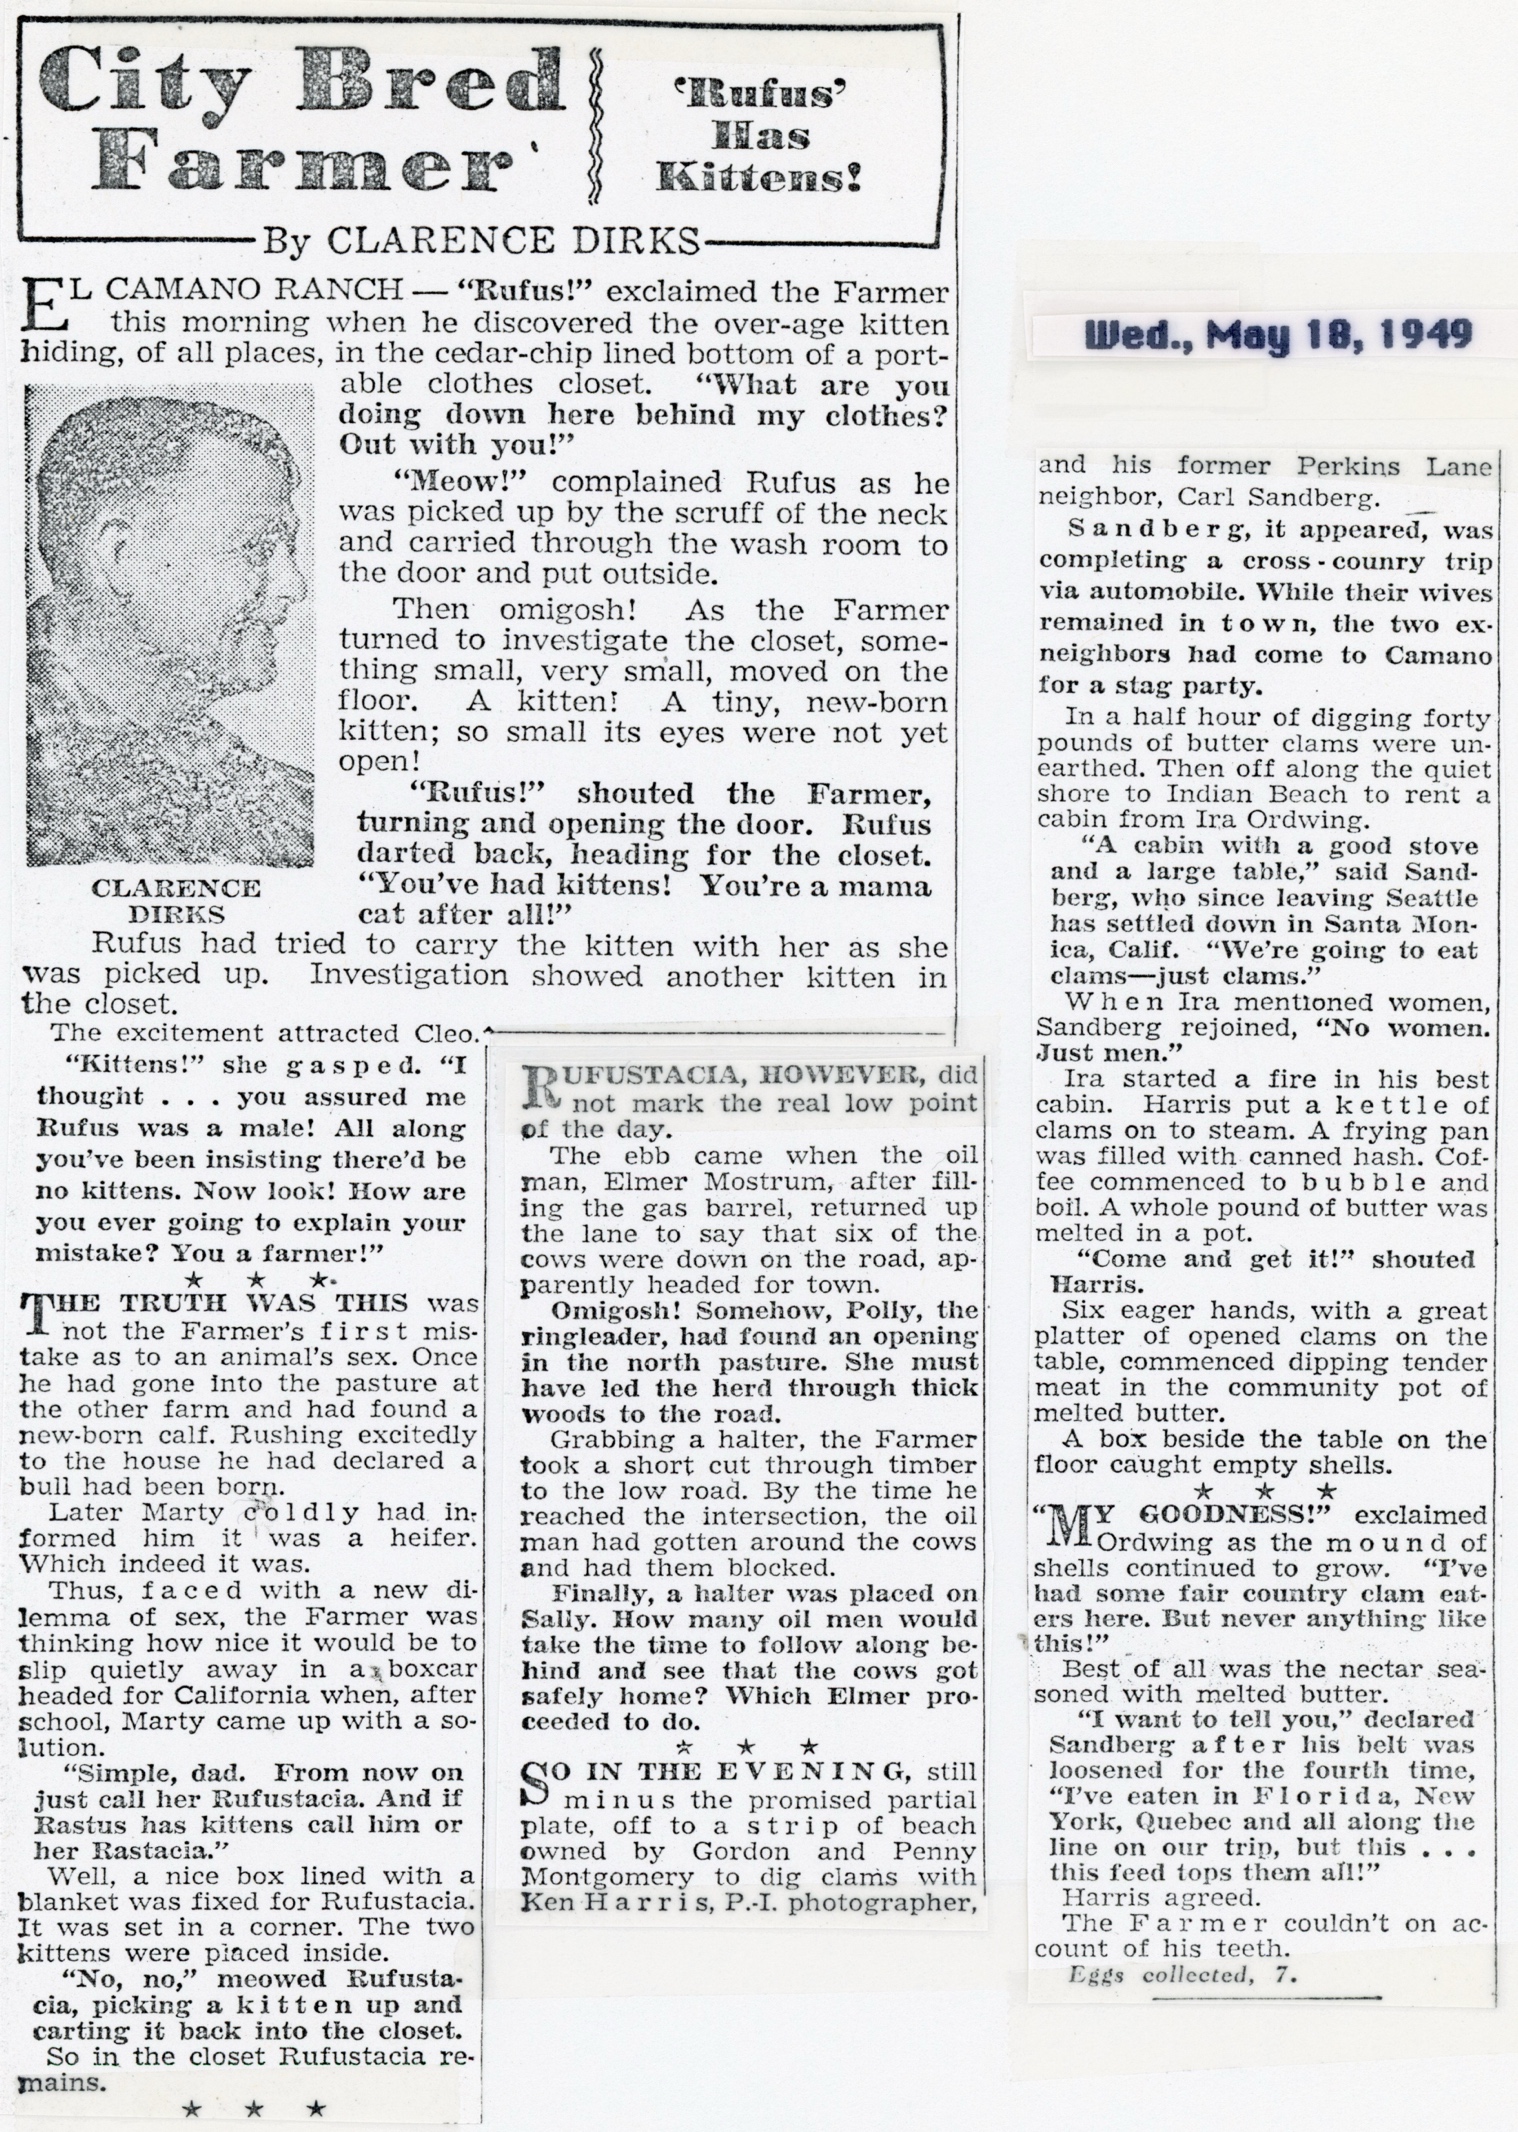 City Bred
Farmer
'Rufus'
Has
Kittens!
By CLARENCE DIRKS
EL CAMANO RANCH — "Rufus!" exclaimed the Farmer
this morning when he discovered the over-age kitten
hiding, of all places, in the cedar-chip lined bottom of a port-
able clothes closet. "What are you
doing down here behind my clothes?
Out with you!"
"Meow!" complained Rufus as he
was picked up by the scruff of the neck
and carried through the wash room to
the door and put outside.
Then omigosh! As the Farmer
turned to investigate the closet, some-
thing small, very small, moved on the
floor. A kitten! A tiny, new-born
kitten; so small its eyes were not yet
open!
"Rufus!" shouted the Farmer,
turning and opening the door. Rufus
darted back, heading for the closet.
"You've had kittens! You're a mama
cat after all!"
CLARENCE
DIRKS
Rufus had tried to carry the kitten with her as she
was picked up. Investigation showed another kitten in
the closet.
The excitement attracted Cleo.
"Kittens!" she gasped. "I
thought . . . you assured me
Rufus was a male! All along
you've been insisting there'd be
no kittens. Now look! How are
you ever going to explain your
mistake? You a farmer!"
★ ★ ★
THE TRUTH WAS THIS was
not the Farmer's first mis-
take as to an animal's sex. Once
he had gone into the pasture at
the other farm and had found a
new-born calf. Rushing excitedly
to the house he had declared a
bull had been born.
Later Marty coldly had in-
formed him it was a heifer.
Which indeed it was.
Thus, faced with a new di-
lemma of sex, the Farmer was
thinking how nice it would be to
slip quietly away in a boxcar
headed for California when, after
school, Marty came up with a so-
lution.
"Simple, dad. From now on
just call her Rufustacia. And if
Rastus has kittens call him or
her Rastacia."
Well, a nice box lined with a
blanket was fixed for Rufustacia.
It was set in a corner. The two
kittens were placed inside.
"No, no," meowed Rufusta-
cia, picking a kitten up and
carting it back into the closet.
So in the closet Rufustacia re-
mains.
★ ★ ★
RUFUSTACIA, HOWEVER, did
not mark the real low point
of the day.
The ebb came when the oil
man, Elmer Mostrum, after fill-
ing the gas barrel, returned up
the lane to say that six of the
cows were down on the road, ap-
parently headed for town.
Omigosh! Somehow, Polly, the
ringleader, had found an opening
in the north pasture. She must
have led the herd through thick
woods to the road.
Grabbing a halter, the Farmer
took a short cut through timber
to the low road. By the time he
reached the intersection, the oil
man had gotten around the cows
and had them blocked.
Finally, a halter was placed on
Sally. How many oil men would
take the time to follow along be-
hind and see that the cows got
safely home? Which Elmer pro-
ceeded to do.
★ ★ ★
SO IN THE EVENING, still
minus the promised partial
plate, off to a strip of beach
owned by Gordon and Penny
Montgomery to dig clams with
Ken Harris, P.-I. photographer,
Wed., May 18, 1949
and his former Perkins Lane
neighbor, Carl Sandberg.
Sandberg, it appeared, was
completing a cross-counry trip
via automobile. While their wives
remained in town, the two ex-
neighbors had come to Camano
for a stag party.
In a half hour of digging forty
pounds of butter clams were un-
earthed. Then off along the quiet
shore to Indian Beach to rent a
cabin from Ira Ordwing.
"A cabin with a good stove
and a large table," said Sand-
berg, who since leaving Seattle
has settled down in Santa Mon-
ica, Calif. "We're going to eat
clams—just clams."
When Ira mentioned women,
Sandberg rejoined, "No women.
Just men."
Ira started a fire in his best
cabin. Harris put a kettle of
clams on to steam. A frying pan
was filled with canned hash. Cof-
fee commenced to bubble and
boil. A whole pound of butter was
melted in a pot.
"Come and get it!" shouted
Harris.
Six eager hands, with a great
platter of opened clams on the
table, commenced dipping tender
meat in the community pot of
melted butter.
A box beside the table on the
floor caught empty shells.
★ ★ ★
"MY GOODNESS!" exclaimed
Ordwing as the mound of
shells continued to grow. "I've
had some fair country clam eat-
ers here. But never anything like
this!"
Best of all was the nectar sea-
soned with melted butter.
"I want to tell you," declared
Sandberg after his belt was
loosened for the fourth time,
"I've eaten in Florida, New
York, Quebec and all along the
line on our trip, but this . . .
this feed tops them all!"
Harris agreed.
The Farmer couldn't on ac-
count of his teeth.
Eggs collected, 7.